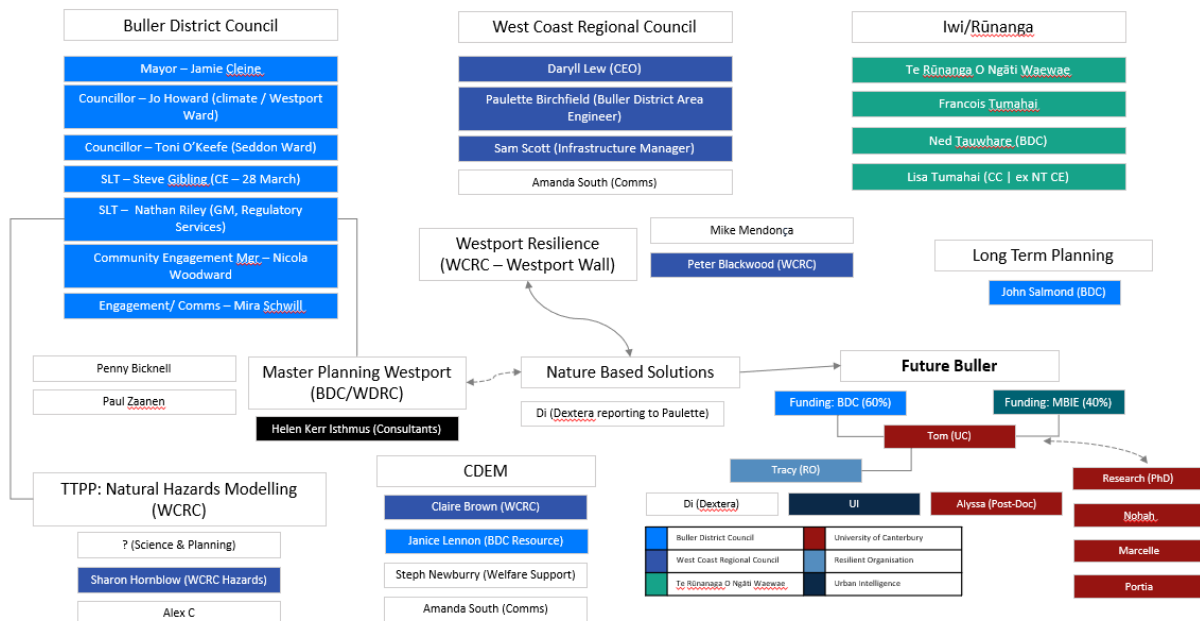 Buller District Council
Mayor – Jamie Cleine
Councillor – Jo Howard (climate / Westport
Ward)
Councillor – Toni O'Keefe (Seddon Ward)
SLT – Steve Gibling (CE – 28 March)
SLT – Nathan Riley (GM, Regulatory
Services)
Community Engagement Mgr – Nicola
Woodward
Engagement/ Comms – Mira Schwill
West Coast Regional Council
Daryll Lew (CEO)
Paulette Birchfield (Buller District Area
Engineer)
Sam Scott (Infrastructure Manager)
Amanda South (Comms)
Iwi/Rūnanga
Te Rūnanga O Ngāti Waewae
Francois Tumahai
Ned Tauwhare (BDC)
Lisa Tumahai (CC | ex NT CE)
Westport Resilience
(WCRC – Westport Wall)
Mike Mendonça
Peter Blackwood (WCRC)
Long Term Planning
John Salmond (BDC)
Penny Bicknell
Paul Zaanen
Master Planning Westport
(BDC/WDRC)
Helen Kerr Isthmus (Consultants)
Nature Based Solutions
Di (Dextera reporting to Paulette)
Future Buller
Funding: BDC (60%)
Funding: MBIE (40%)
Tom (UC)
Tracy (RO)
Di (Dextera)
UI
Alyssa (Post-Doc)
Research (PhD)
Nohah
Marcelle
Portia
TTPP: Natural Hazards Modelling
(WCRC)
? (Science & Planning)
Sharon Hornblow (WCRC Hazards)
Alex C
CDEM
Claire Brown (WCRC)
Janice Lennon (BDC Resource)
Steph Newburry (Welfare Support)
Amanda South (Comms)
Buller District Council
University of Canterbury
West Coast Regional Council
Resilient Organisation
Te Rūnanaga O Ngāti Waewae
Urban Intelligence